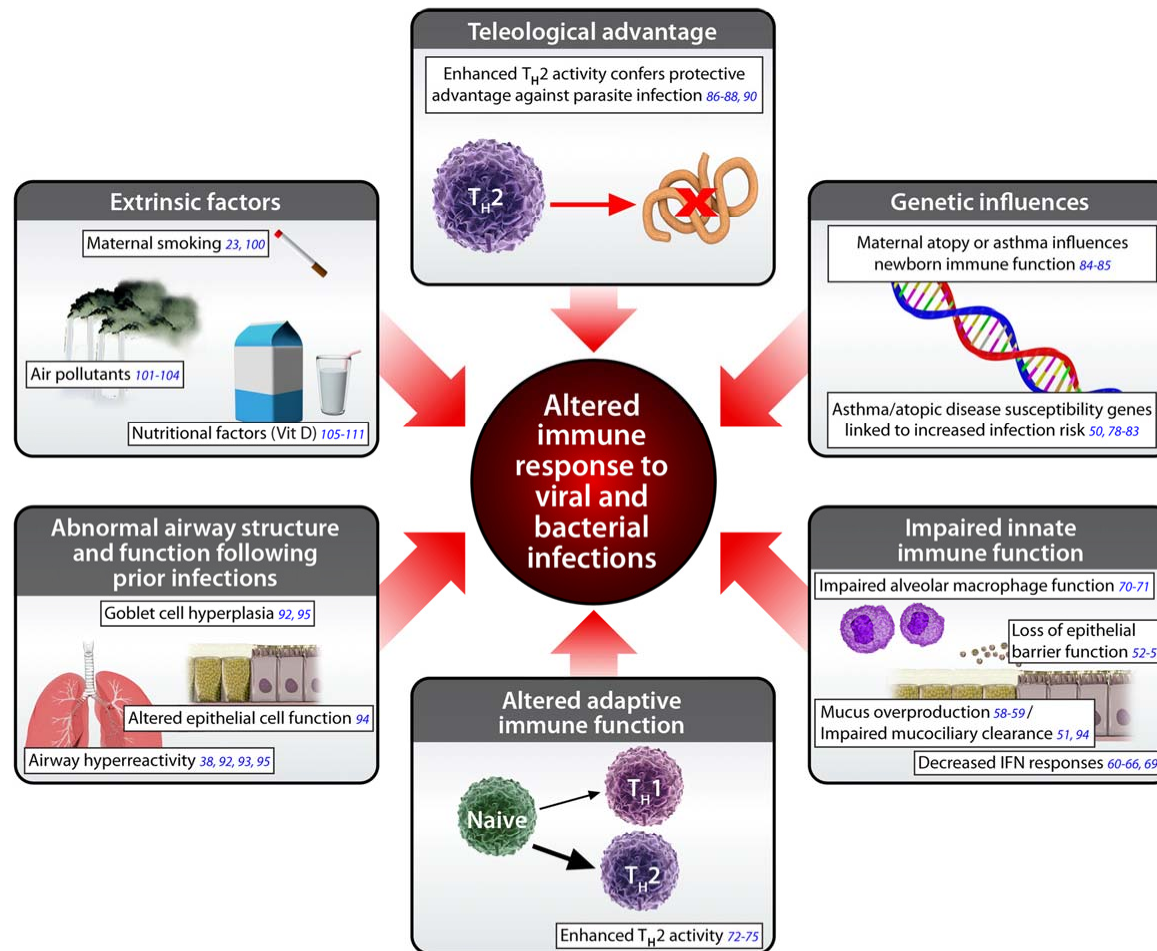 Teleological advantage
Enhanced TH2 activity confers protective
advantage against parasite infection 86-88, 90
TH2
Extrinsic factors
Maternal smoking 23, 100
Air pollutants 101-104
Nutritional factors (Vit D) 105-111
Genetic influences
Maternal atopy or asthma influences
newborn immune function 84-85
Asthma/atopic disease susceptibility genes
linked to increased infection risk 50, 78-83
Altered
immune
response to
viral and
bacterial
infections
Abnormal airway structure
and function following
prior infections
Goblet cell hyperplasia 92, 95
Altered epithelial cell function 94
Airway hyperreactivity 38, 92, 93, 95
Impaired innate
immune function
Impaired alveolar macrophage function 70-71
Loss of epithelial
barrier function 52-5
Mucus overproduction 58-59 /
Impaired mucociliary clearance 51, 94
Decreased IFN responses 60-66, 69
Altered adaptive
immune function
TH1
Naive
TH2
Enhanced TH2 activity 72-75